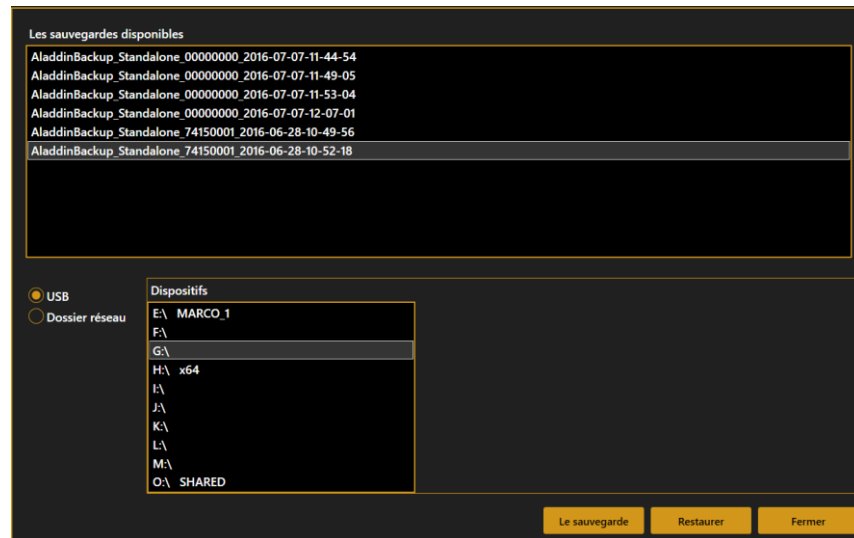 Les sauvegardes disponibles
AladdinBackup_Standalone_00000000_2016-07-07-11-44-54
AladdinBackup_Standalone_00000000_2016-07-07-11-49-05
AladdinBackup_Standalone_00000000_2016-07-07-11-53-04
AladdinBackup_Standalone_00000000_2016-07-07-12-07-01
AladdinBackup_Standalone_74150001_2016-06-28-10-49-56
AladdinBackup_Standalone_74150001_2016-06-28-10-52-18
USB
Dossier réseau
Dispositifs
E:\ MARCO_1
F:\
G:\
H:\ x64
I:\
J:\
K:\
L:\
M:\
O:\ SHARED
Le sauvegarde Restaurer Fermer